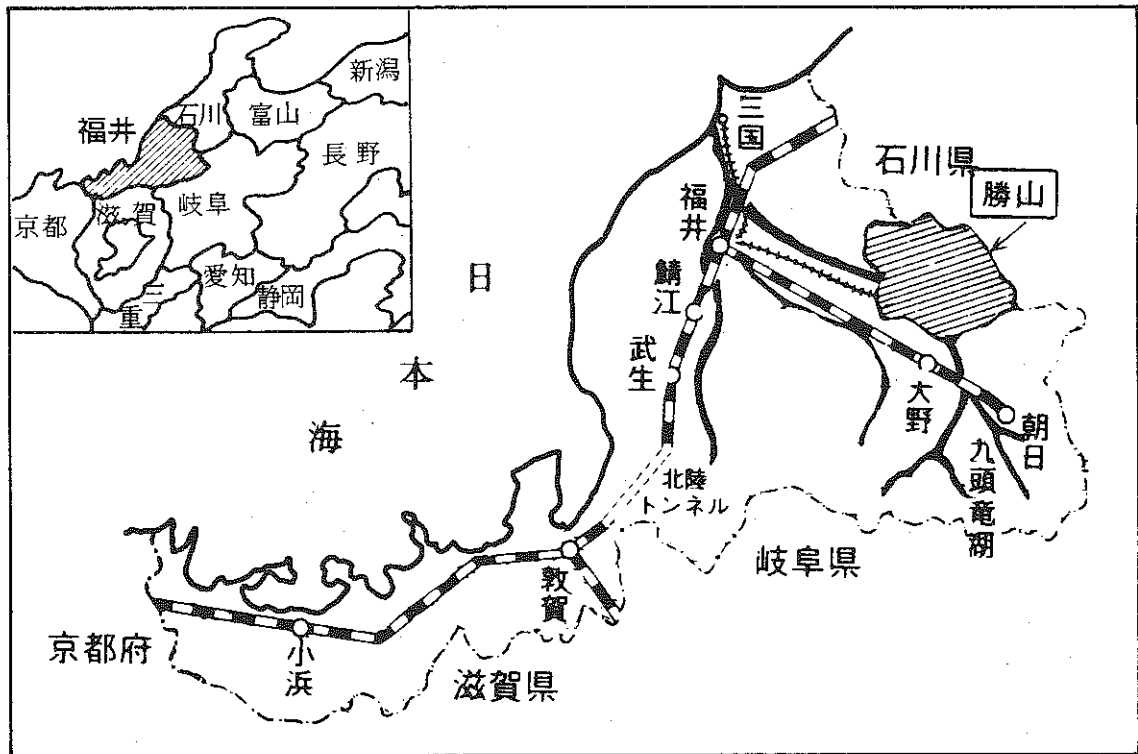 新潟
石川
富山
福井
長野
京都
滋賀
岐阜
愛知
三重
静岡
三国
石川県
勝山
福井
日本海
鯖江
武生
大野
朝日
九頭竜湖
北陸
トンネル
岐阜県
敦賀
京都府
小浜
滋賀県